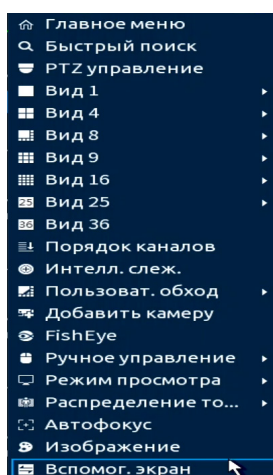 Главное меню
Быстрый поиск
PTZ управление
Вид 1
Вид 4
Вид 8
Вид 9
Вид 16
25 Вид 25
36 Вид 36
Порядок каналов
Интелл. слеж.
Пользоват. обход
Добавить камеру
FishEye
Ручное управление
Режим просмотра
Распределение то...
Автофокус
Изображение
Вспомог. экран